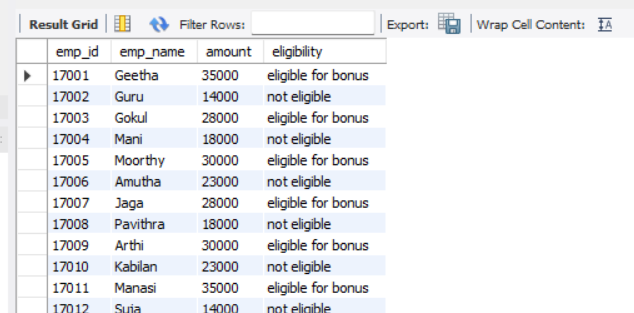 Result Grid Filter Rows: Export: Wrap Cell Content: IA
emp_id emp_name amount eligibility
17001 Geetha 35000 eligible for bonus
17002 Guru 14000 not eligible
17003 Gokul 28000 eligible for bonus
17004 Mani 18000 not eligible
17005 Moorthy 30000 eligible for bonus
17006 Amutha 23000 not eligible
17007 Jaga 28000 eligible for bonus
17008 Pavithra 18000 not eligible
17009 Arthi 30000 eligible for bonus
17010 Kabilan 23000 not eligible
17011 Manasi 35000 eligible for bonus
17012 Suja 14000 not eligible